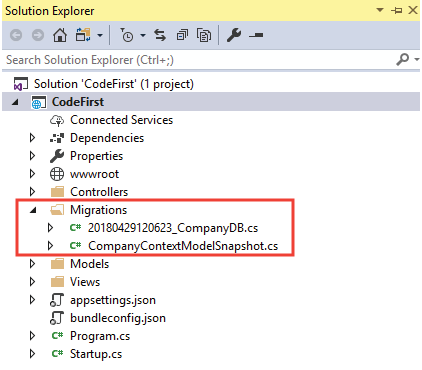 Solution Explorer
Search Solution Explorer (Ctrl+;)
Solution 'CodeFirst' (1 project)
CodeFirst
Connected Services
Dependencies
Properties
wwwroot
Controllers
Migrations
C# 20180429120623_CompanyDB.cs
C# CompanyContextModelSnapshot.cs
Models
Views
appsettings.json
bundleconfig.json
C# Program.cs
C# Startup.cs